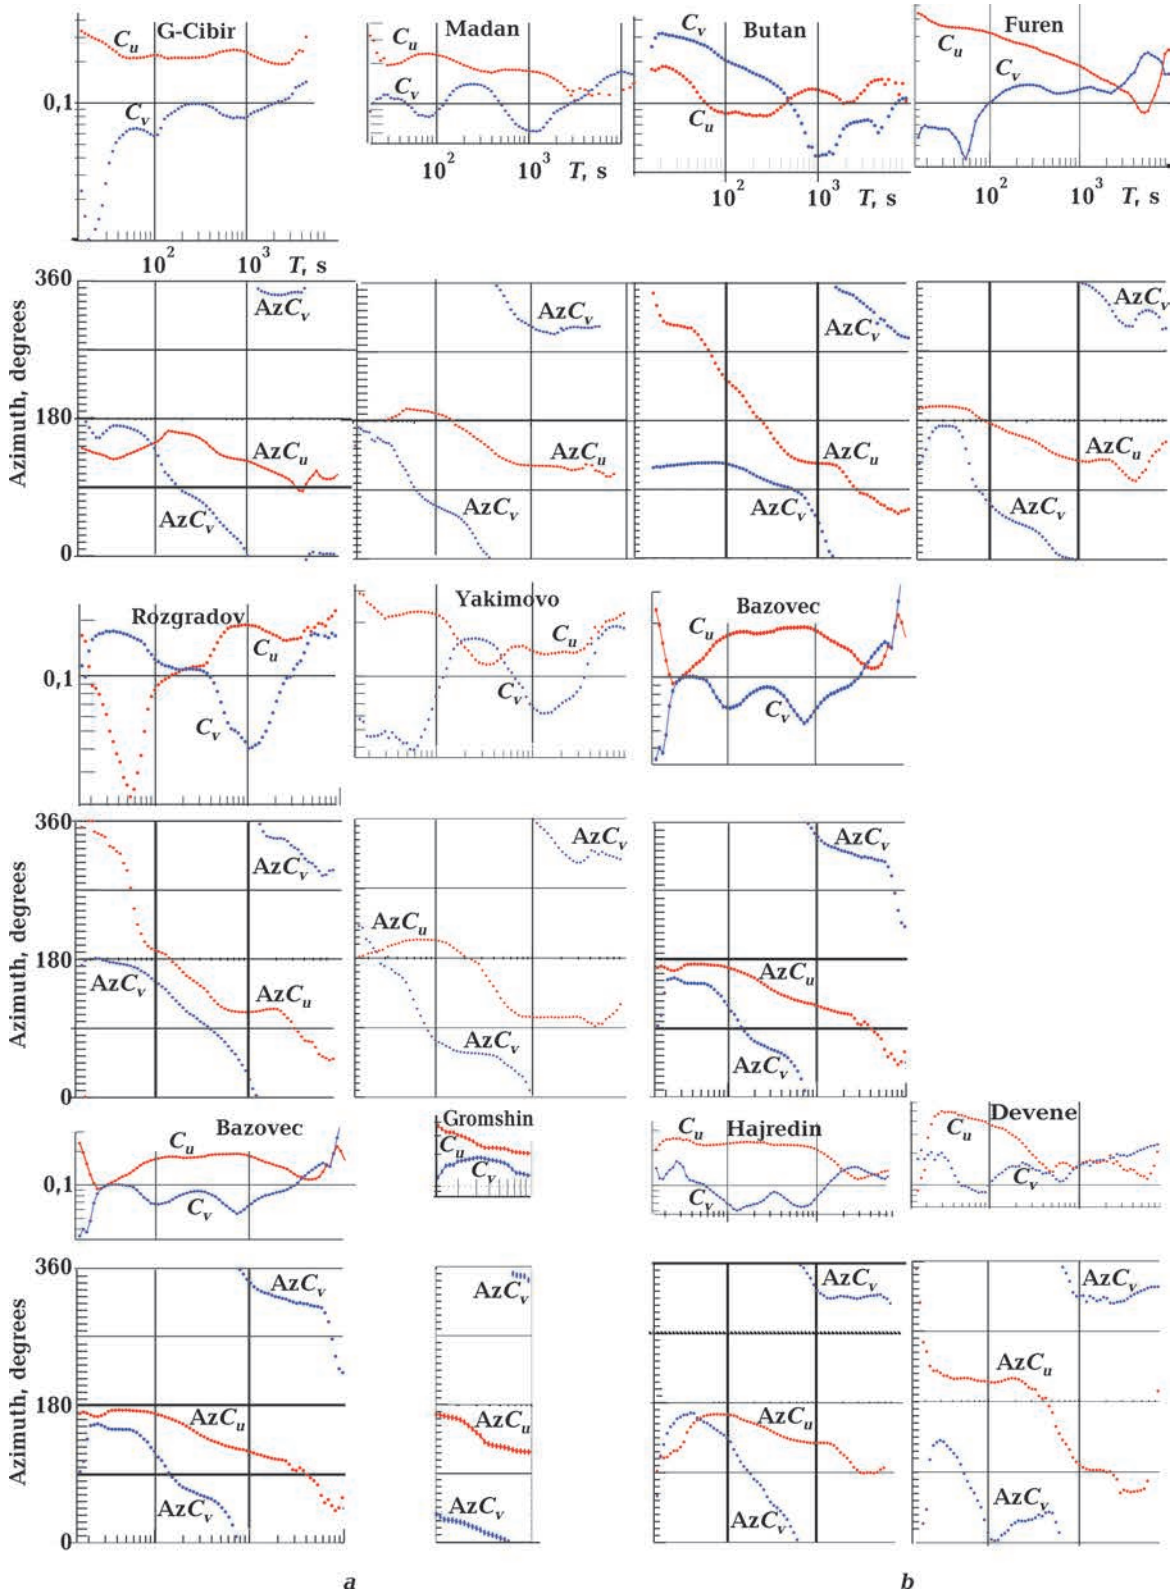 G-Cibir
Cu
Cv
0,1
10² 10³ T, s
Madan
Cu
Cv
10² 10³ T, s
Butan
Cv
Cu
10² 10³ T, s
Furen
Cu
Cv
10² 10³ T, s
Azimuth, degrees
360
180
0
AzCv
AzCu
AzCv
AzCv
AzCu
AzCv
AzCv
AzCu
AzCv
AzCv
AzCu
AzCv
Rozgradov
0,1
Cu
Cv
Yakimovo
Cu
Cv
Bazovec
Cu
Cv
Azimuth, degrees
360
180
0
AzCv
AzCv
AzCu
AzCv
AzCu
AzCv
AzCv
AzCu
AzCv
Bazovec
Cu
0,1
Cv
Gromshin
Cu
Cv
Hajredin
Cu
Cv
Devene
Cu
Cv
Azimuth, degrees
360
180
0
AzCv
AzCu
AzCv
AzCv
AzCu
AzCv
AzCv
AzCu
AzCv
AzCv
AzCu
AzCv
a b